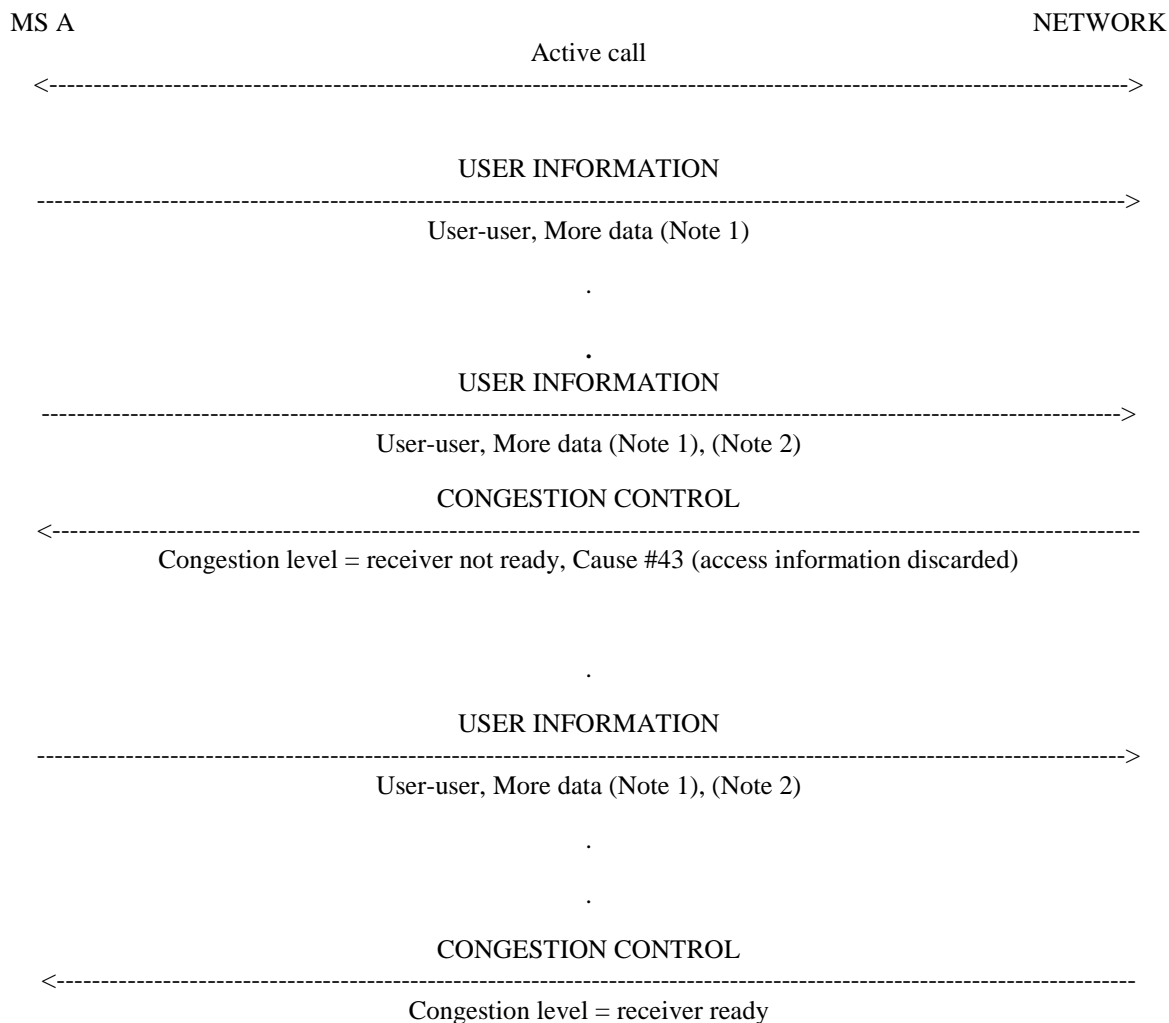 MS A NETWORK
Active call
<------------------------------------------------------------------------------------------------------------------------>
USER INFORMATION
------------------------------------------------------------------------------------------------------------------------->
User-user, More data (Note 1)
.
.
USER INFORMATION
------------------------------------------------------------------------------------------------------------------------->
User-user, More data (Note 1), (Note 2)
CONGESTION CONTROL
<-------------------------------------------------------------------------------------------------------------------------
Congestion level = receiver not ready, Cause #43 (access information discarded)
.
USER INFORMATION
------------------------------------------------------------------------------------------------------------------------->
User-user, More data (Note 1), (Note 2)
.
.
CONGESTION CONTROL
<-------------------------------------------------------------------------------------------------------------------------
Congestion level = receiver ready